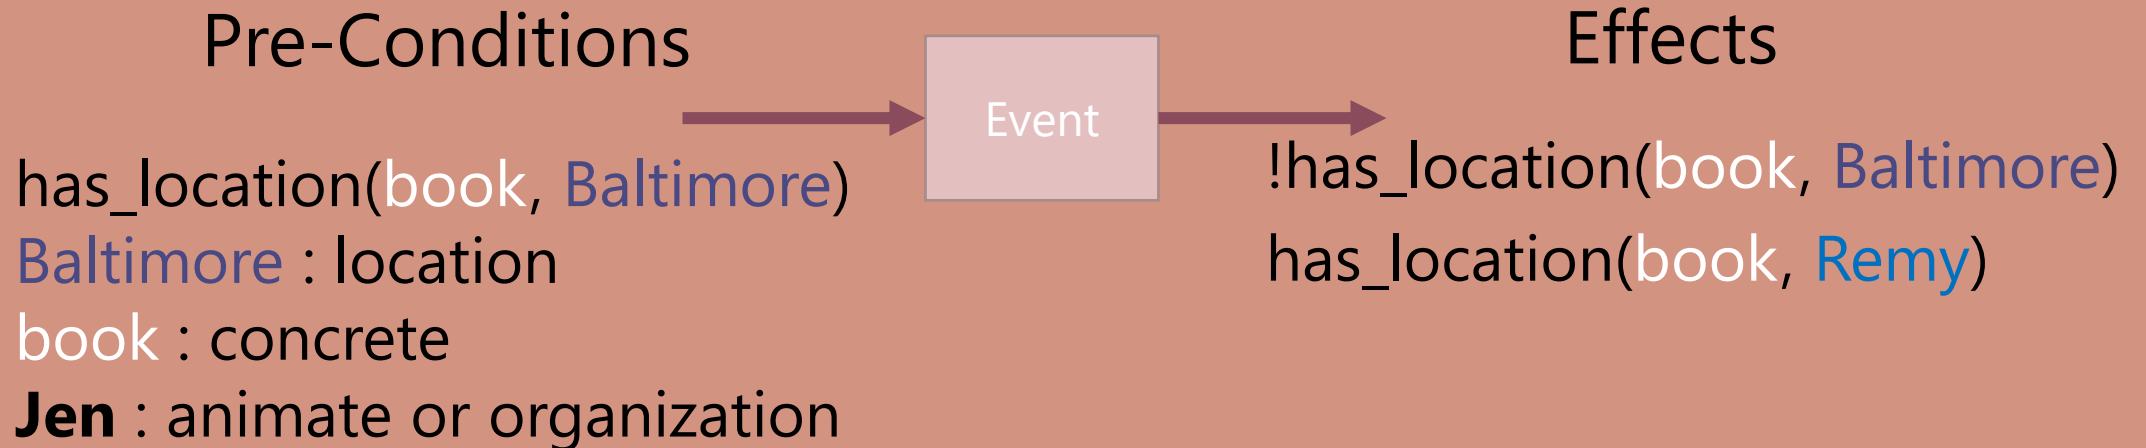 Pre-Conditions
has_location(book, Baltimore)
Baltimore : location
book : concrete
Jen : animate or organization
Event
Effects
!has_location(book, Baltimore)
has_location(book, Remy)